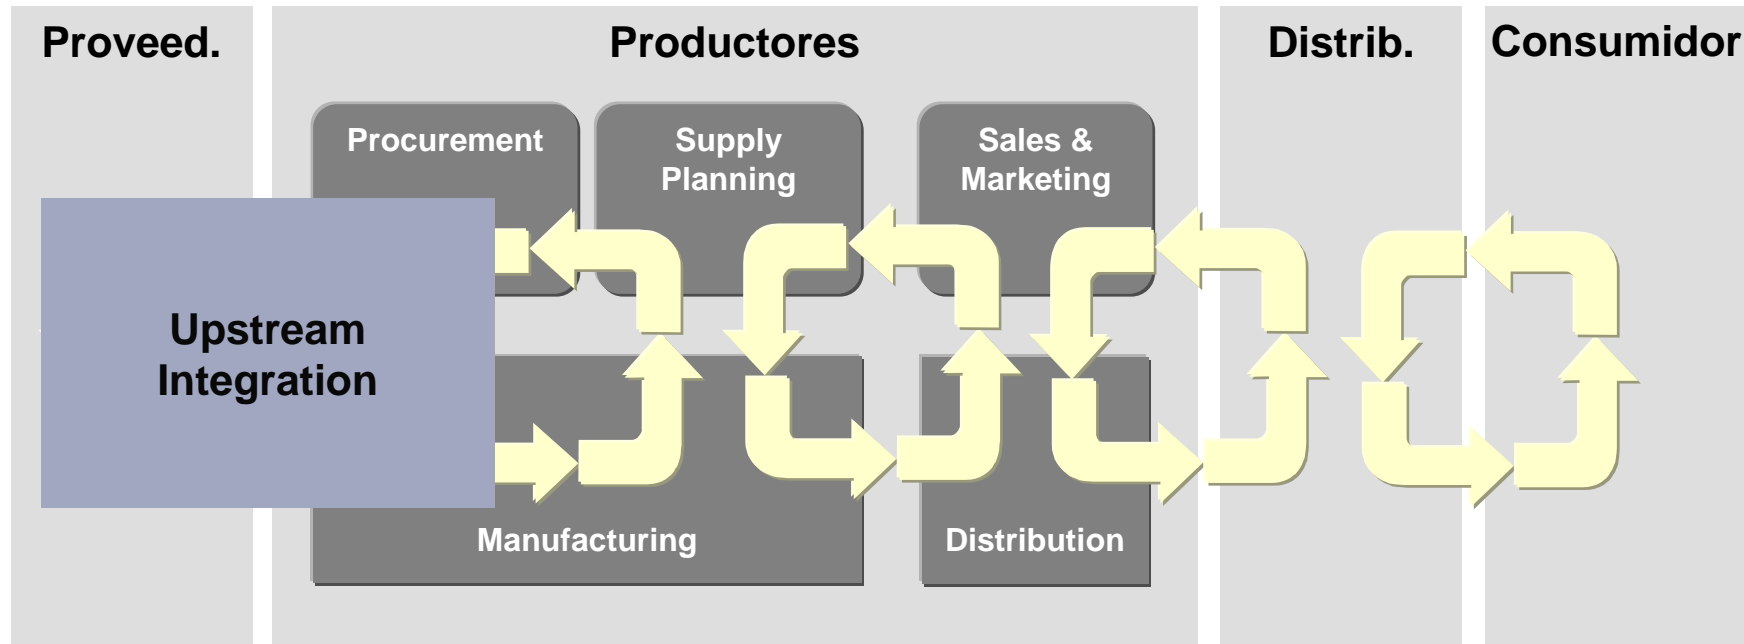 Proveed.
Productores
Distrib.
Consumidor
Procurement
Supply
Planning
Sales &
Marketing
Upstream
Integration
Manufacturing
Distribution